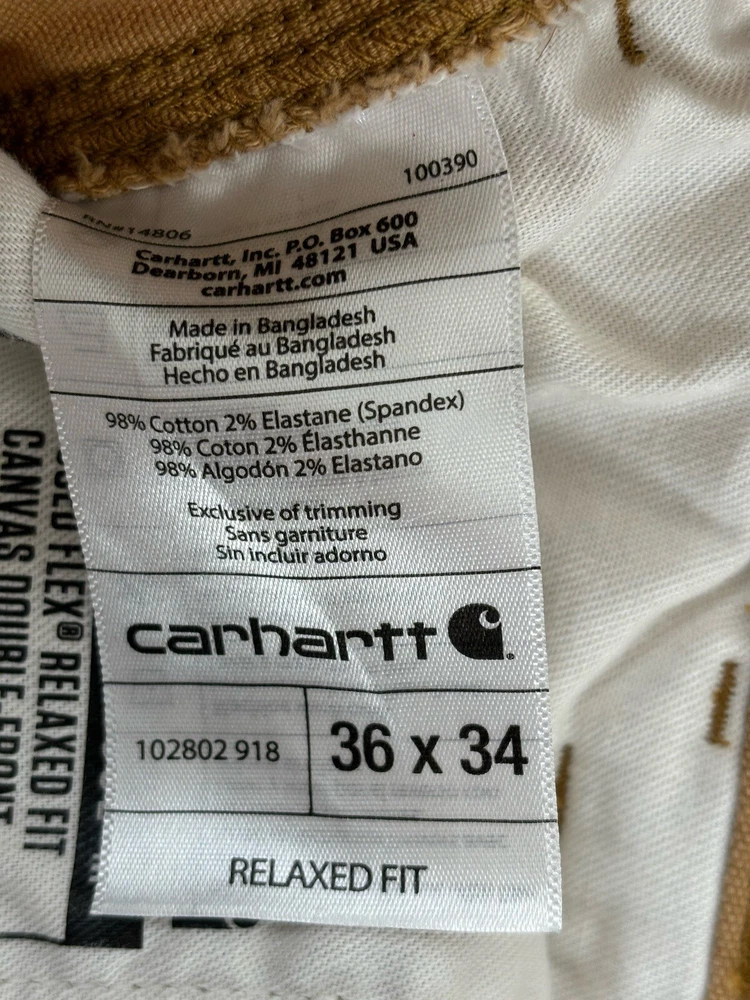 100390
RN#14806
Carhartt, Inc. P.O. Box 600
Dearborn, MI 48121 USA
carhartt.com
Made in Bangladesh
Fabriqué au Bangladesh
Hecho en Bangladesh
98% Cotton 2% Elastane (Spandex)
98% Coton 2% Élasthanne
98% Algodón 2% Elastano
Exclusive of trimming
Sans garniture
Sin incluir adorno
carhartt
102802 918
36 x 34
RELAXED FIT
FLEX® RELAXED FIT
CANVAS DOUBLE-FRONT